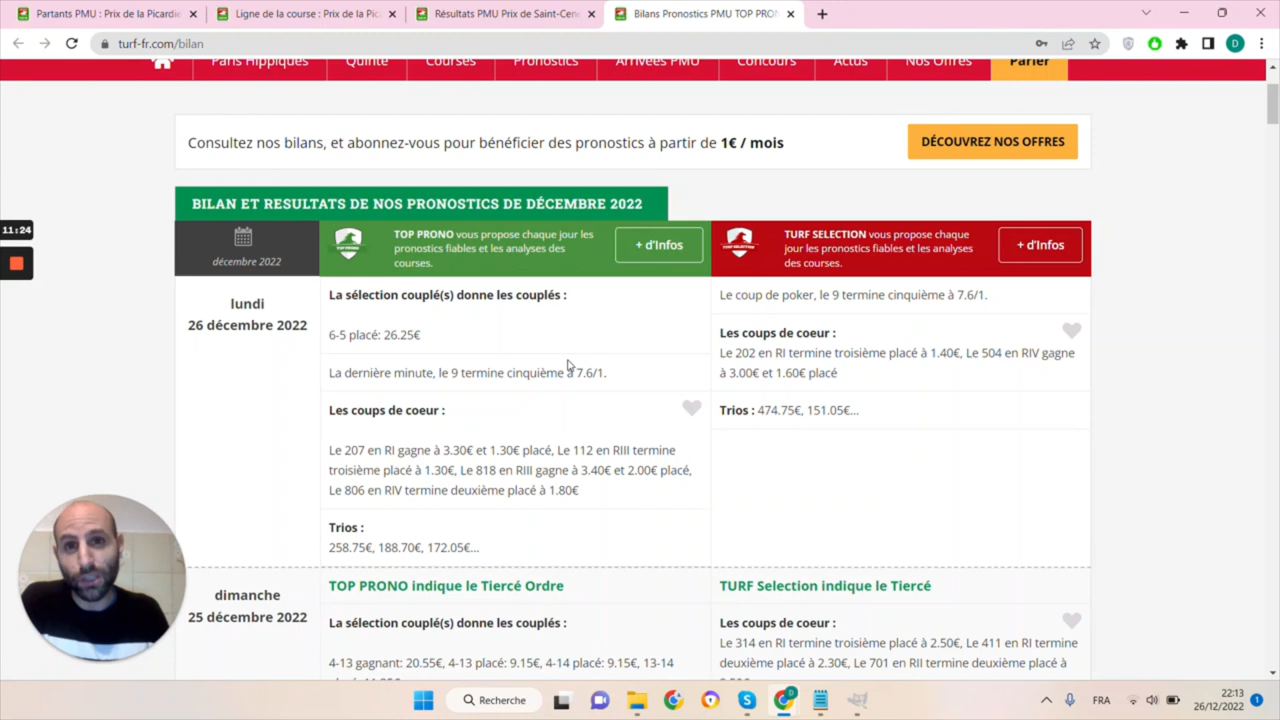 Partants PMU : Prix de la Picardie
Ligne de la course : Prix de la Pica
Résultats PMU Prix de Saint-Cene
Bilans Pronostics PMU TOP PRON
turf-fr.com/bilan
D
Paris Hippiques
Quinté
Courses
Pronostics
Arrivées PMU
Concours
Actus
Nos Offres
Parier
Consultez nos bilans, et abonnez-vous pour bénéficier des pronostics à partir de 1€ / mois
DÉCOUVREZ NOS OFFRES
BILAN ET RESULTATS DE NOS PRONOSTICS DE DÉCEMBRE 2022
11:24
décembre 2022
TOP PRONO
TOP PRONO vous propose chaque jour les
pronostics fiables et les analyses des
courses.
+ d'Infos
TURF SELECTION
TURF SELECTION vous propose chaque
jour les pronostics fiables et les analyses
des courses.
+ d'Infos
lundi
26 décembre 2022
La sélection couplé(s) donne les couplés :
6-5 placé: 26.25€
La dernière minute, le 9 termine cinquième à 7.6/1.
Les coups de coeur :
Le 207 en RI gagne à 3.30€ et 1.30€ placé, Le 112 en RIII termine
troisième placé à 1.30€, Le 818 en RIII gagne à 3.40€ et 2.00€ placé,
Le 806 en RIV termine deuxième placé à 1.80€
Trios :
258.75€, 188.70€, 172.05€...
Le coup de poker, le 9 termine cinquième à 7.6/1.
Les coups de coeur :
Le 202 en RI termine troisième placé à 1.40€, Le 504 en RIV gagne
à 3.00€ et 1.60€ placé
Trios : 474.75€, 151.05€...
dimanche
25 décembre 2022
TOP PRONO indique le Tiercé Ordre
La sélection couplé(s) donne les couplés :
4-13 gagnant: 20.55€, 4-13 placé: 9.15€, 4-14 placé: 9.15€, 13-14
TURF Selection indique le Tiercé
Les coups de coeur :
Le 314 en RI termine troisième placé à 2.50€, Le 411 en RI termine
deuxième placé à 2.30€, Le 701 en RII termine deuxième placé à
Recherche
FRA
22:13
26/12/2022
1